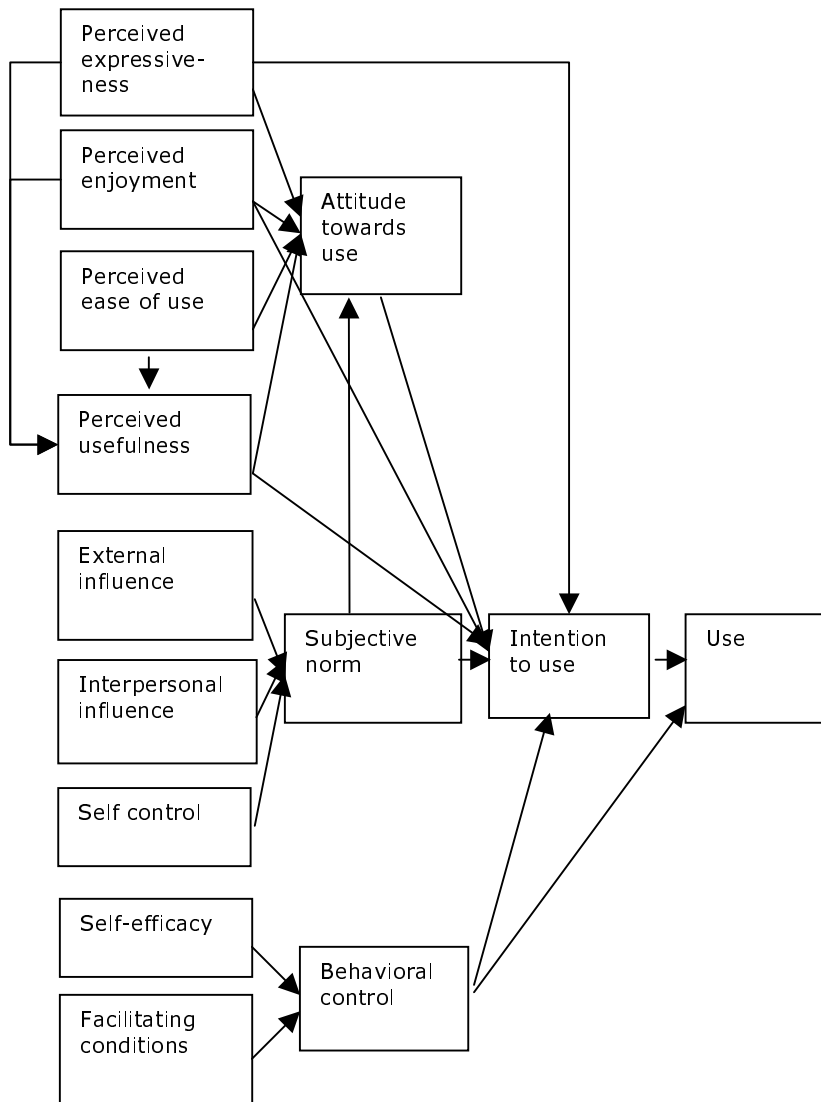 Perceived
expressive-
ness
Perceived
enjoyment
Attitude
towards
use
Perceived
ease of use
Perceived
usefulness
External
influence
Subjective
norm
Intention
to use
Use
Interpersonal
influence
Self control
Self-efficacy
Behavioral
control
Facilitating
conditions